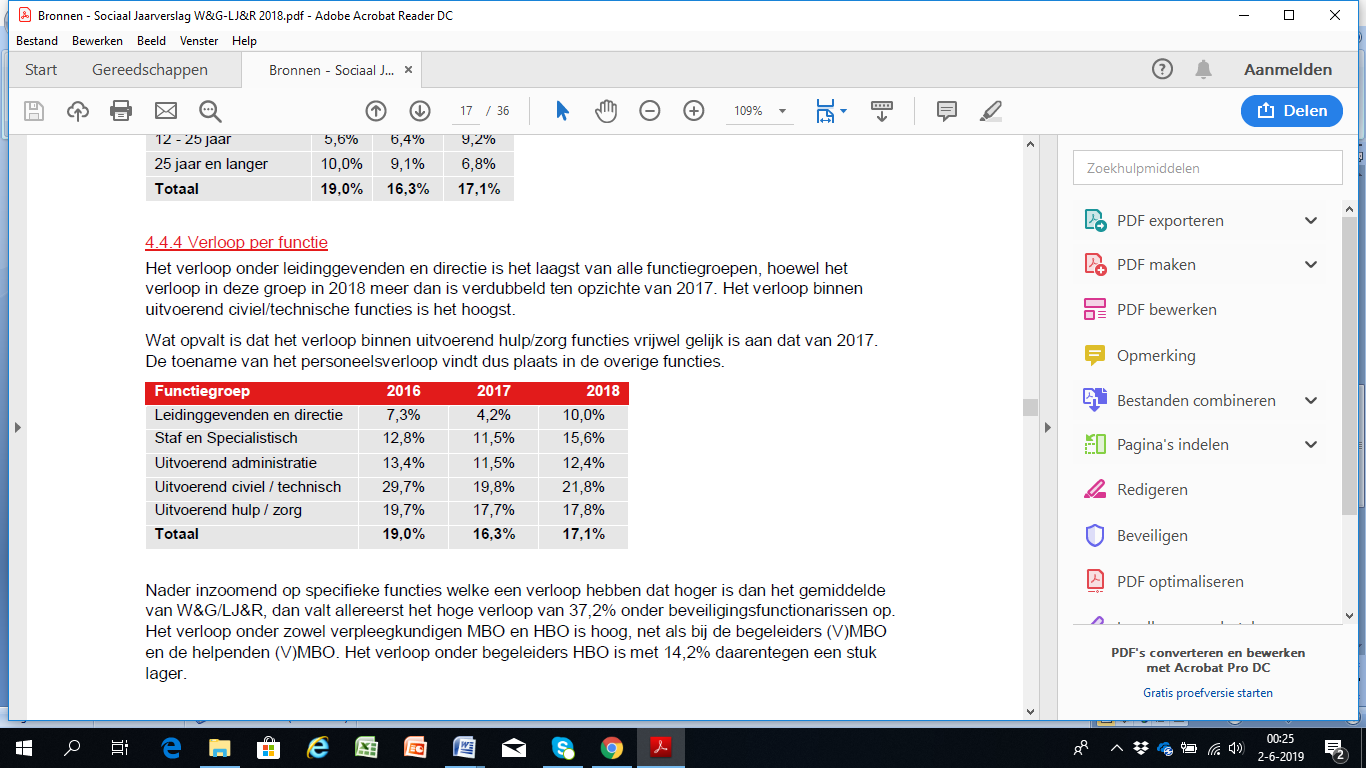 Bronnen - Sociaal Jaarverslag W&G-LJ&R 2018.pdf - Adobe Acrobat Reader DC
Bestand Bewerken Beeld Venster Help
Start Gereedschappen Bronnen - Sociaal J... × Aanmelden
17 / 36 109% Delen
12 - 25 jaar 5,6% 6,4% 9,2%
25 jaar en langer 10,0% 9,1% 6,8%
Totaal 19,0% 16,3% 17,1%
4.4.4 Verloop per functie
Het verloop onder leidinggevenden en directie is het laagst van alle functiegroepen, hoewel het
verloop in deze groep in 2018 meer dan is verdubbeld ten opzichte van 2017. Het verloop binnen
uitvoerend civiel/technische functies is het hoogst.
Wat opvalt is dat het verloop binnen uitvoerend hulp/zorg functies vrijwel gelijk is aan dat van 2017.
De toename van het personeelsverloop vindt dus plaats in de overige functies.
Functiegroep 2016 2017 2018
Leidinggevenden en directie 7,3% 4,2% 10,0%
Staf en Specialistisch 12,8% 11,5% 15,6%
Uitvoerend administratie 13,4% 11,5% 12,4%
Uitvoerend civiel / technisch 29,7% 19,8% 21,8%
Uitvoerend hulp / zorg 19,7% 17,7% 17,8%
Totaal 19,0% 16,3% 17,1%
Nader inzoomend op specifieke functies welke een verloop hebben dat hoger is dan het gemiddelde
van W&G/LJ&R, dan valt allereerst het hoge verloop van 37,2% onder beveiligingsfunctionarissen op.
Het verloop onder zowel verpleegkundigen MBO en HBO is hoog, net als bij de begeleiders (V)MBO
en de helpenden (V)MBO. Het verloop onder begeleiders HBO is met 14,2% daarentegen een stuk
lager.
Zoekhulpmiddelen
PDF exporteren
PDF maken
PDF bewerken
Opmerking
Bestanden combineren
Pagina's indelen
Redigeren
Beveiligen
PDF optimaliseren
PDF's converteren en bewerken
met Acrobat Pro DC
Gratis proefversie starten
00:25
2-6-2019
2